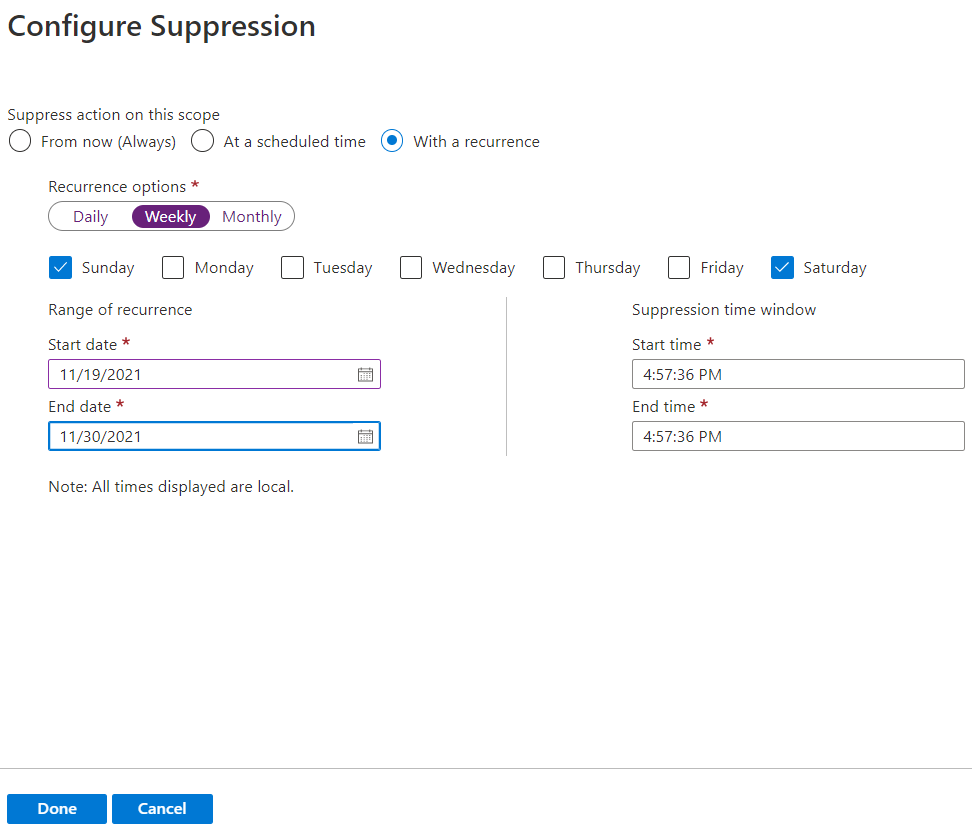 Configure Suppression
Suppress action on this scope
From now (Always) At a scheduled time With a recurrence
Recurrence options *
Daily Weekly Monthly
Sunday Monday Tuesday Wednesday Thursday Friday Saturday
Range of recurrence
Start date *
11/19/2021
End date *
11/30/2021
Suppression time window
Start time *
4:57:36 PM
End time *
4:57:36 PM
Note: All times displayed are local.
Done Cancel